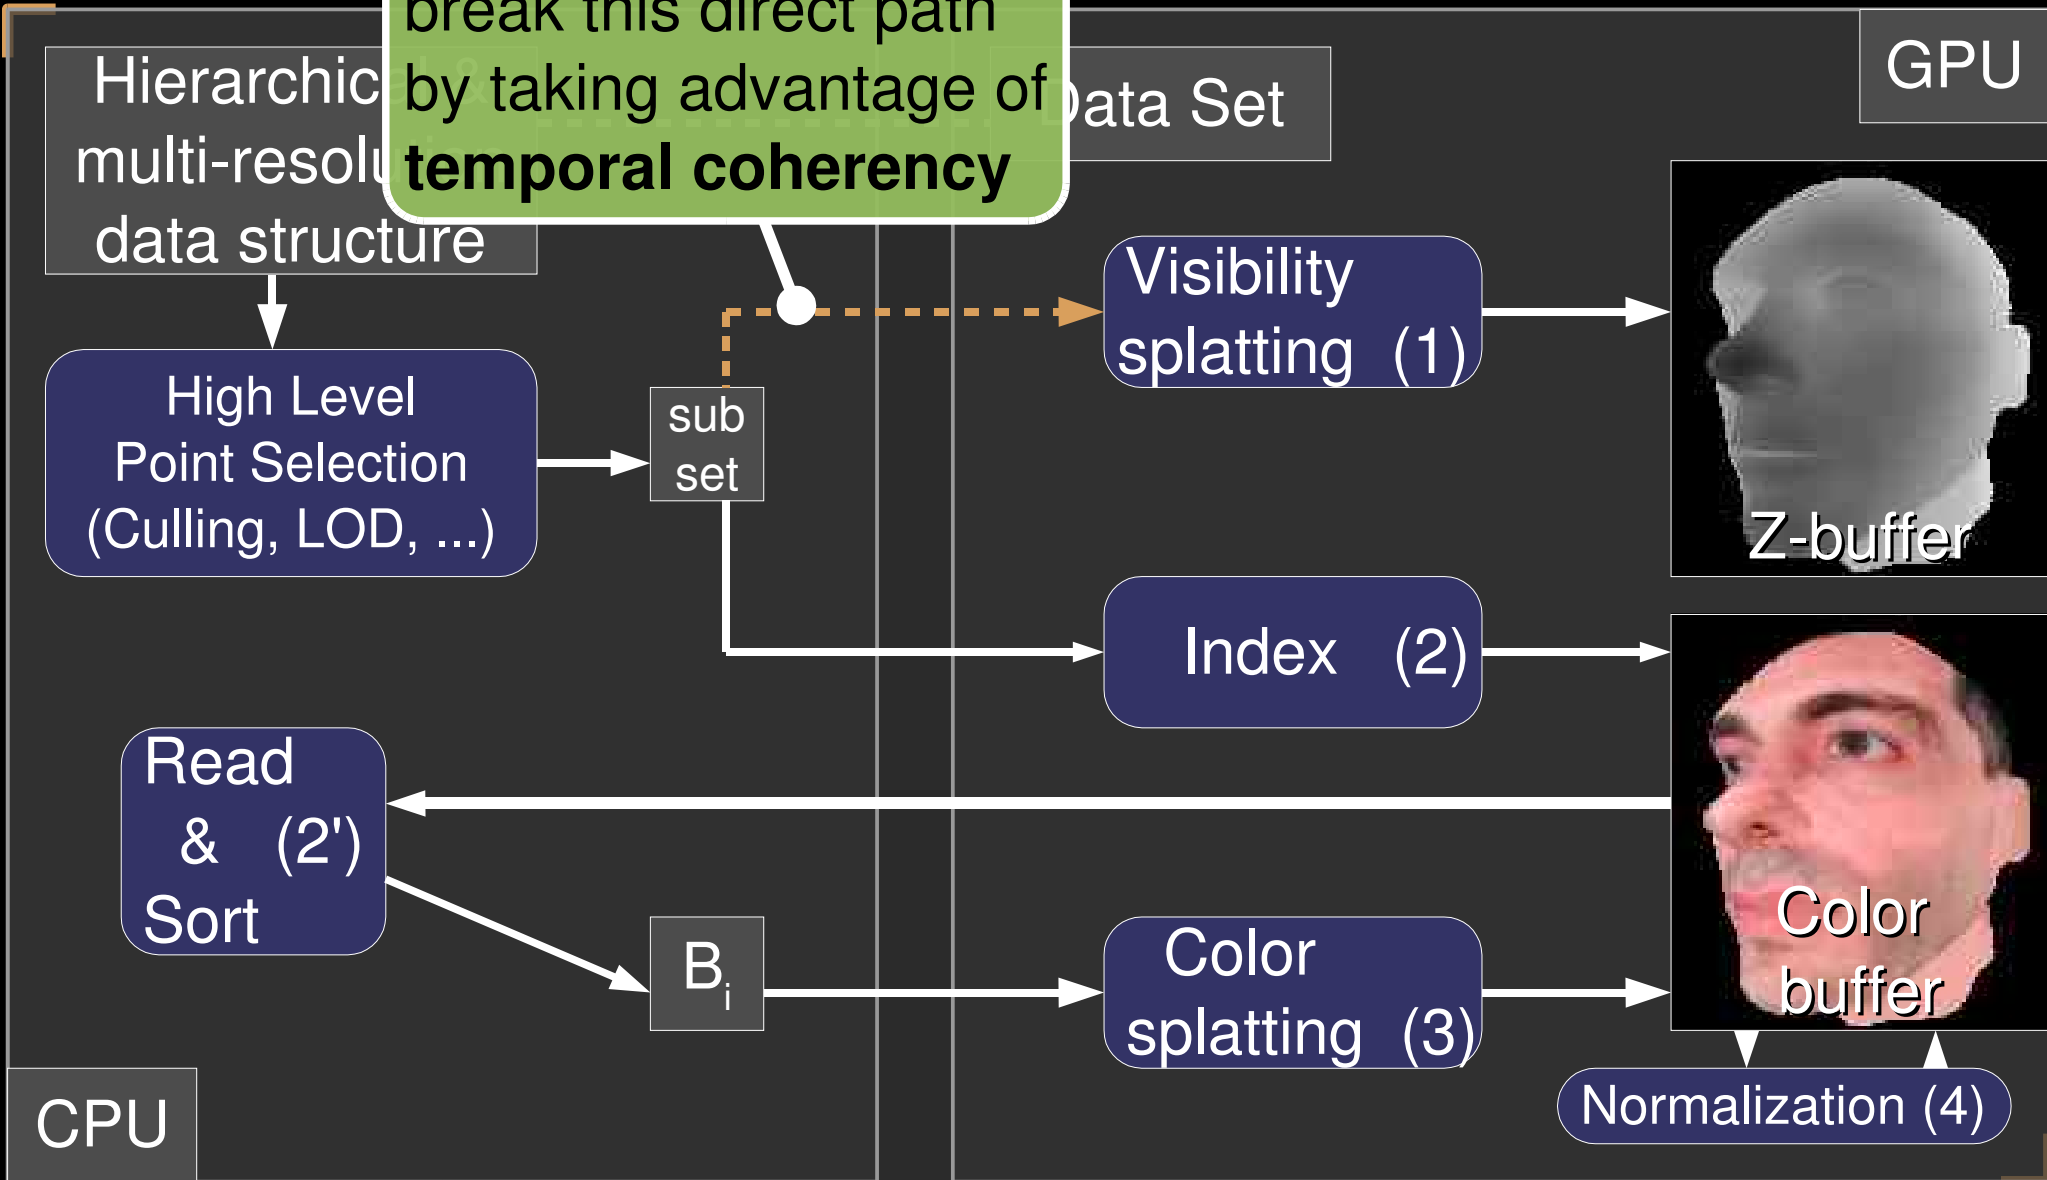 break this direct path
by taking advantage of
temporal coherency
Hierarchical &
multi-resolution
data structure
Data Set
GPU
Visibility
splatting (1)
Z-buffer
High Level
Point Selection
(Culling, LOD, ...)
sub
set
Index (2)
Read
& (2')
Sort
Bi
Color
splatting (3)
Color
buffer
Normalization (4)
CPU